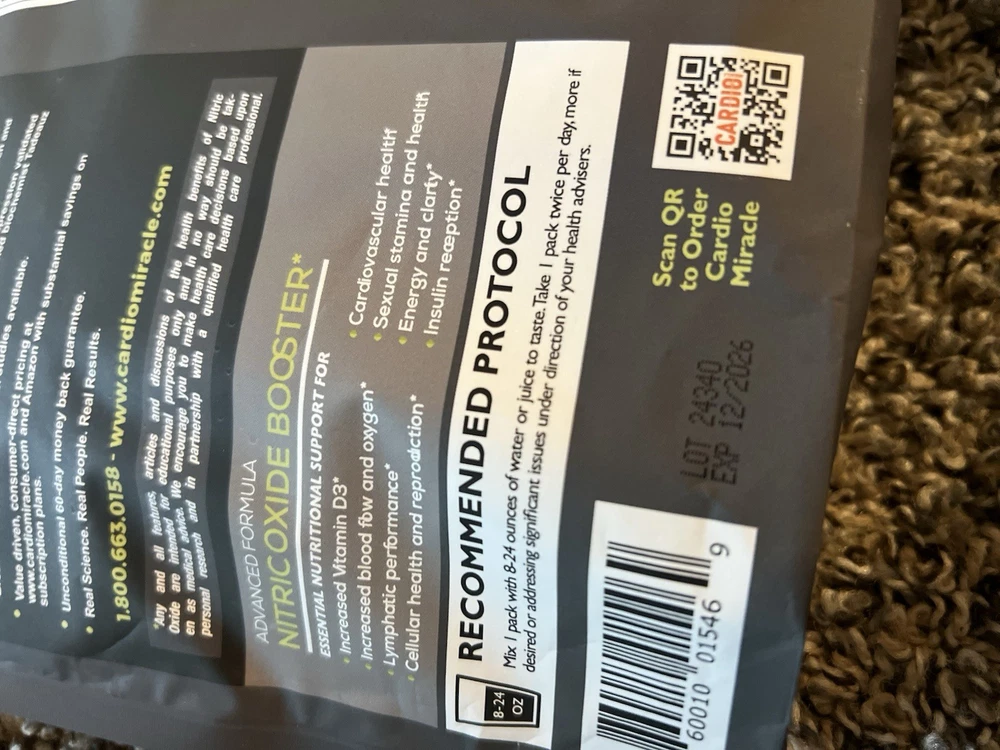 and
pression validated
biochemist Tadeusz
studies available.
• Value driven, consumer-direct pricing at
www.cardiomiracle.com and Amazon with substantial savings on
subscription plans.
• Unconditional 60-day money back guarantee.
• Real Science. Real People. Real Results.
1.800.663.0158 - www.cardiomiracle.com
*Any and all features, articles and discussions of the health benefits of Nitric
Oxide are intended for educational purposes only and in no way should be tak-
en as medical advice. We encourage you to make health care decisions based upon
personal research and in partnership with a qualified health care professional.
ADVANCED FORMULA
NITRIC OXIDE BOOSTER*
ESSENTIAL NUTRITIONAL SUPPORT FOR
• Increased Vitamin D3*
• Increased blood flow and oxygen*
• Lymphatic performance*
• Cellular health and reproduction*
• Cardiovascular health*
• Sexual stamina and health
• Energy and clarity*
• Insulin reception*
RECOMMENDED PROTOCOL
8-24
OZ
Mix 1 pack with 8-24 ounces of water or juice to taste. Take 1 pack twice per day, more if
desired or addressing significant issues under direction of your health advisers.
60010 01546 9
LOT 24340
EXP 12/2026
Scan QR
to Order
Cardio
Miracle
CARDIO